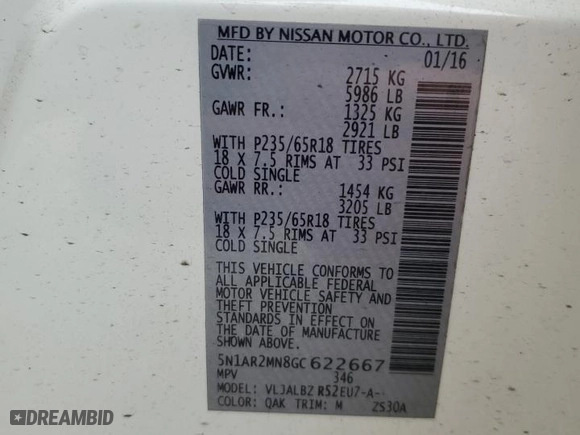 MFD BY NISSAN MOTOR CO., LTD.
DATE: 01/16
GVWR: 2715 KG
5986 LB
GAWR FR.: 1325 KG
2921 LB
WITH P235/65R18 TIRES
18 X 7.5 RIMS AT 33 PSI
COLD SINGLE
GAWR RR.: 1454 KG
3205 LB
WITH P235/65R18 TIRES
18 X 7.5 RIMS AT 33 PSI
COLD SINGLE
THIS VEHICLE CONFORMS TO
ALL APPLICABLE FEDERAL
MOTOR VEHICLE SAFETY AND
THEFT PREVENTION
STANDARDS IN EFFECT ON
THE DATE OF MANUFACTURE
SHOWN ABOVE.
5N1AR2MN8GC622667
MPV 346
MODEL: VLJALBZ R52EU7-A-
COLOR: QAK TRIM: M 2S30A
DREAMBID.COM